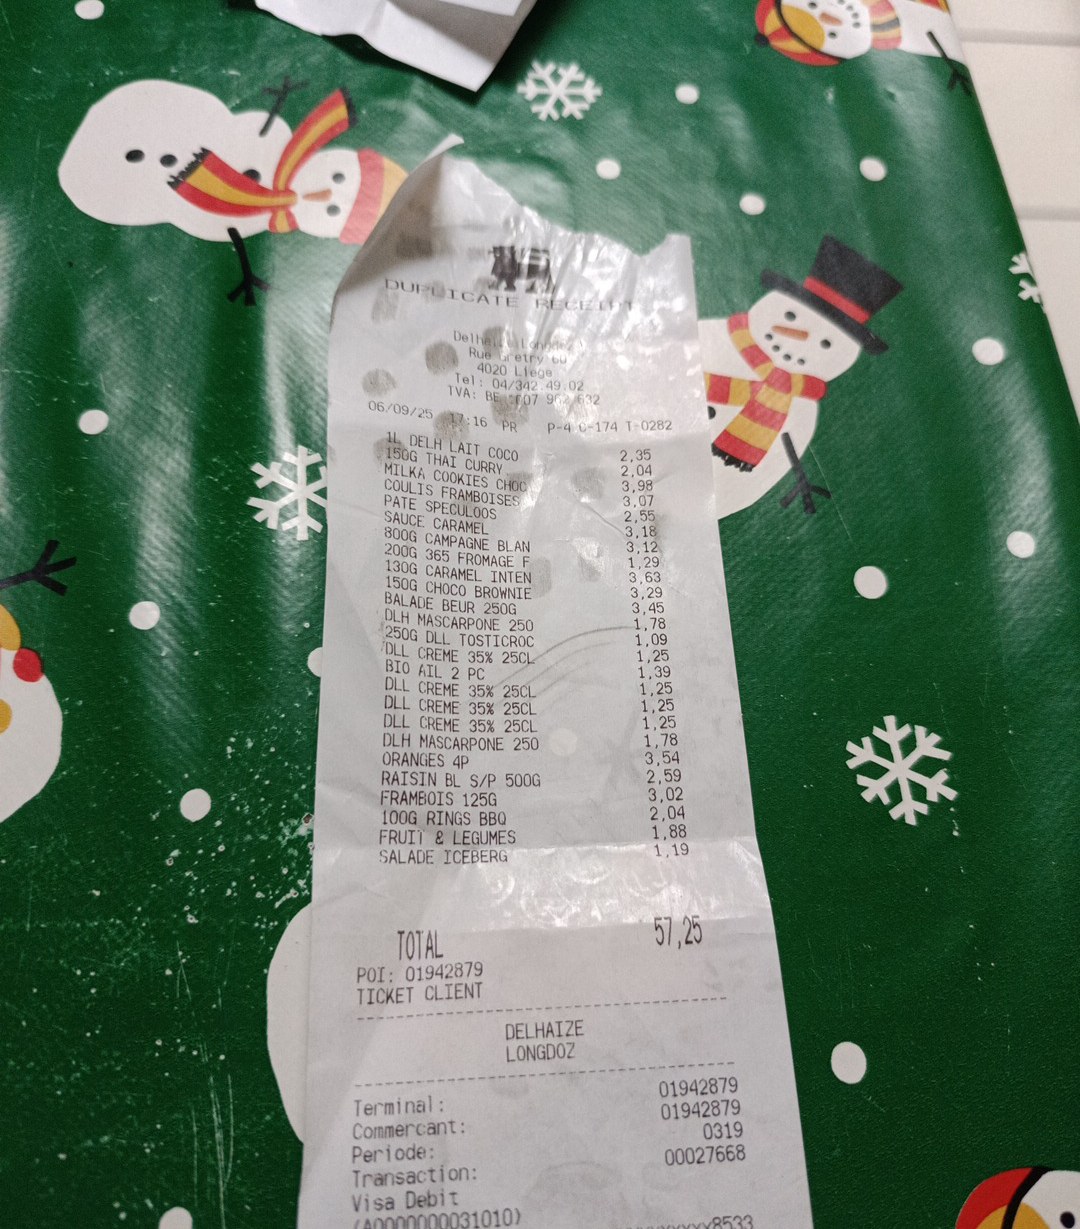 DUPLICATE RECEIPT
Rue Gretry 60
4020 Liege
Tel: 04/342.49.02
TVA: BE
06/09/25 17:16 PR P-4 0-174 T-0282
1L DELH LAIT COCO 2,35
150G THAI CURRY 2,04
MILKA COOKIES CHOC 3,98
COULIS FRAMBOISES 3,07
PATE SPECULOOS 2,55
SAUCE CARAMEL 3,18
800G CAMPAGNE BLAN 3,12
200G 365 FROMAGE F 1,29
130G CARAMEL INTEN 3,63
150G CHOCO BROWNIE 3,29
BALADE BEUR 250G 3,45
DLH MASCARPONE 250 1,78
250G DLL TOSTICROC 1,09
DLL CREME 35% 25CL 1,25
BIO AIL 2 PC 1,39
DLL CREME 35% 25CL 1,25
DLL CREME 35% 25CL 1,25
DLL CREME 35% 25CL 1,25
DLH MASCARPONE 250 1,78
ORANGES 4P 3,54
RAISIN BL S/P 500G 2,59
FRAMBOIS 125G 3,02
100G RINGS BBQ 2,04
FRUIT & LEGUMES 1,88
SALADE ICEBERG 1,19
TOTAL 57,25
POI: 01942879
TICKET CLIENT
DELHAIZE
LONGDOZ
Terminal: 01942879
Commercant: 01942879
Periode: 0319
Transaction: 00027668
Visa Debit
(A0000000031010) 8533